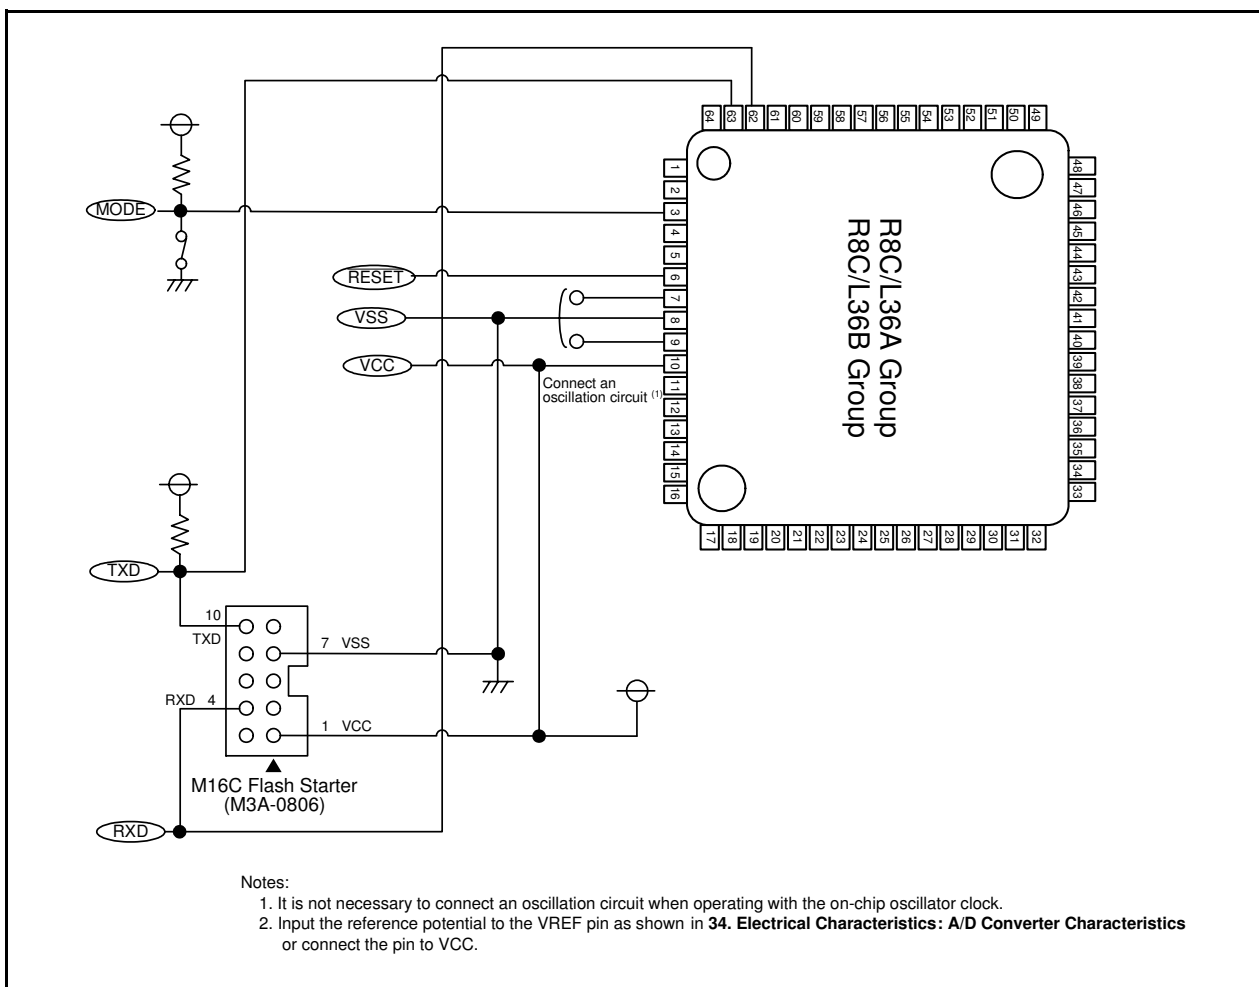 64 63 62 61 60 59 58 57 56 55 54 53 52 51 50 49
1
2
3
4
5
6
7
8
9
10
11
12
13
14
15
16
48
47
46
45
44
43
42
41
40
39
38
37
36
35
34
33
17 18 19 20 21 22 23 24 25 26 27 28 29 30 31 32
R8C/L36A Group
R8C/L36B Group
MODE
RESET
VSS
VCC
Connect an
oscillation circuit (1)
TXD
10
TXD
7 VSS
RXD 4
1 VCC
M16C Flash Starter
(M3A-0806)
RXD
Notes:
1. It is not necessary to connect an oscillation circuit when operating with the on-chip oscillator clock.
2. Input the reference potential to the VREF pin as shown in 34. Electrical Characteristics: A/D Converter Characteristics
or connect the pin to VCC.